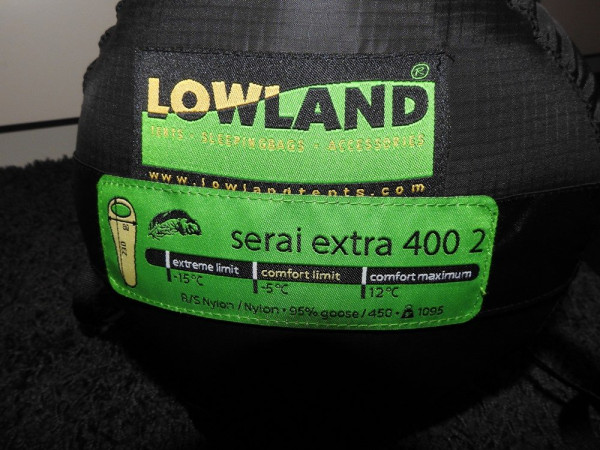 LOWLAND®
TENTS • SLEEPINGBAGS • ACCESSORIES
www.lowlandtents.com
serai extra 400 2
extreme limit comfort limit comfort maximum
-15°C -5°C 12°C
R/S Nylon / Nylon • 95% goose / 450 • 1095